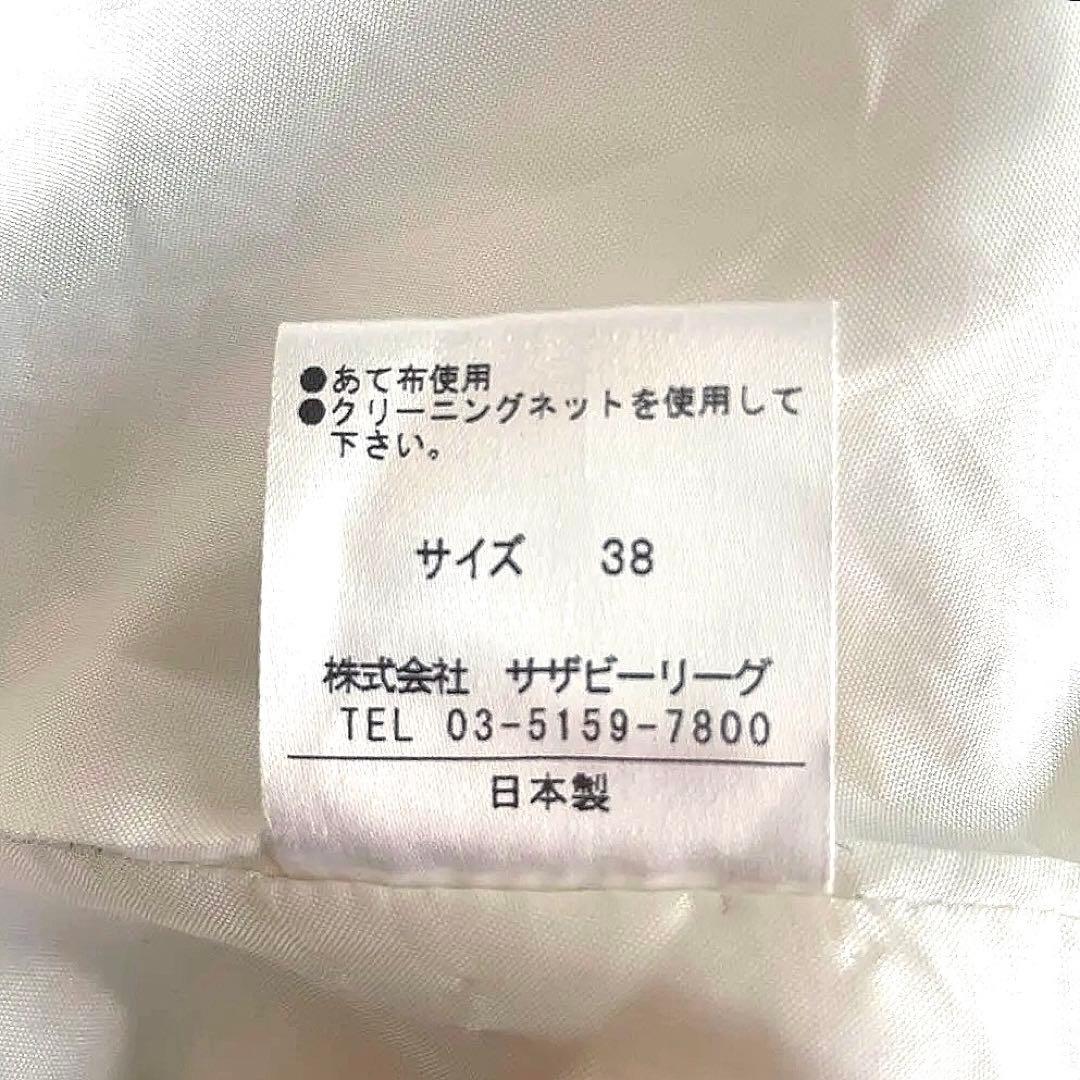 ●あて布使用
●クリーニングネットを使用して
下さい。
サイズ 38
株式会社 サザビーリーグ
TEL 03-5159-7800
日本製